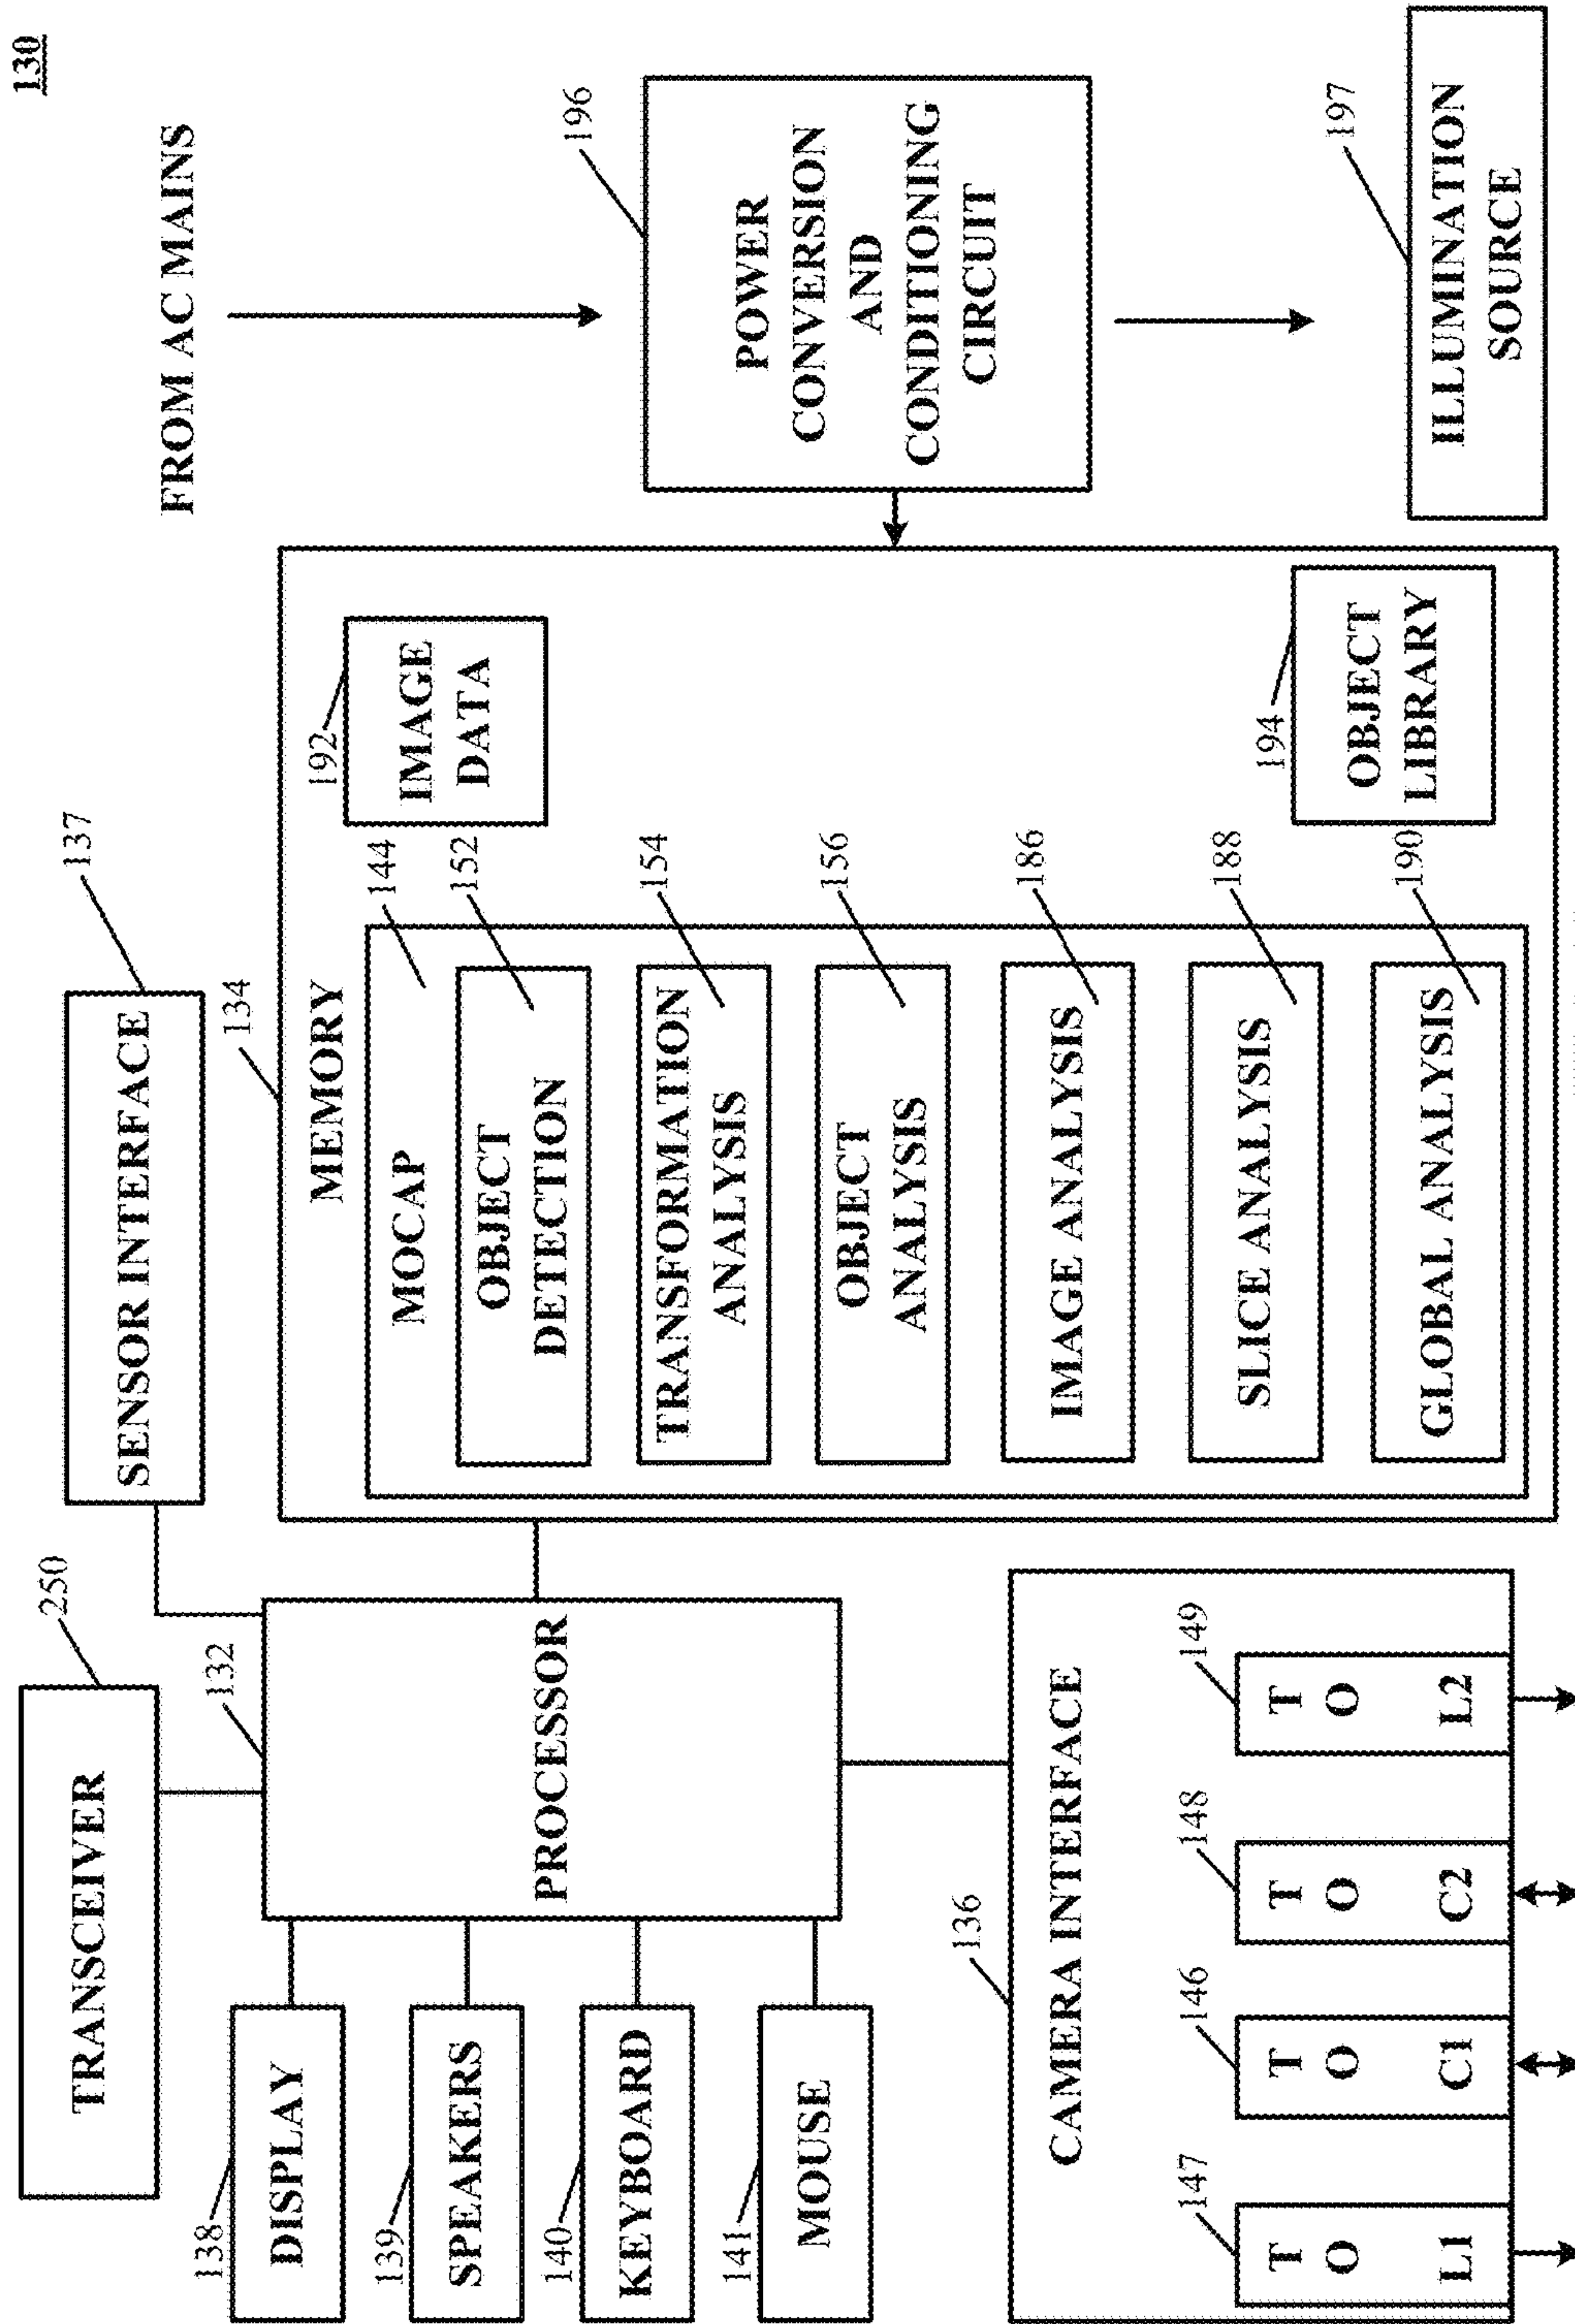 130
TRANSCEIVER
250
SENSOR INTERFACE
137
FROM AC MAINS
138
DISPLAY
139
SPEAKERS
140
KEYBOARD
141
MOUSE
132
PROCESSOR
134
MEMORY
MOCAP
144
OBJECT
DETECTION
152
TRANSFORMATION
ANALYSIS
154
OBJECT
ANALYSIS
156
IMAGE ANALYSIS
186
SLICE ANALYSIS
188
GLOBAL ANALYSIS
190
192
IMAGE
DATA
194
OBJECT
LIBRARY
196
POWER
CONVERSION
AND
CONDITIONING
CIRCUIT
197
ILLUMINATION
SOURCE
136
CAMERA INTERFACE
147
T
O
L1
146
T
O
C1
148
T
O
C2
149
T
O
L2